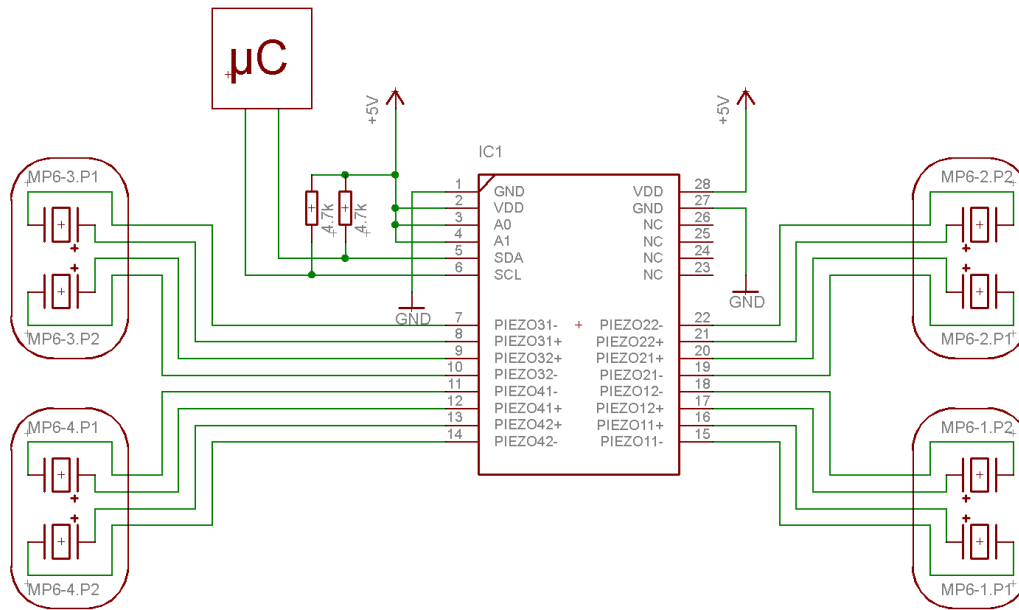 µC
+5V
+5V
IC1
MP6-3.P1
MP6-2.P2
4.7k
4.7k
1 GND VDD 28
2 VDD GND 27
3 A0 NC 26
4 A1 NC 25
5 SDA NC 24
6 SCL NC 23
GND
GND
7 PIEZO31- PIEZO22- 22
8 PIEZO31+ PIEZO22+ 21
9 PIEZO32+ PIEZO21+ 20
10 PIEZO32- PIEZO21- 19
11 PIEZO41- PIEZO12- 18
12 PIEZO41+ PIEZO12+ 17
13 PIEZO42+ PIEZO11+ 16
14 PIEZO42- PIEZO11- 15
MP6-3.P2
MP6-2.P1
MP6-4.P1
MP6-1.P2
MP6-4.P2
MP6-1.P1